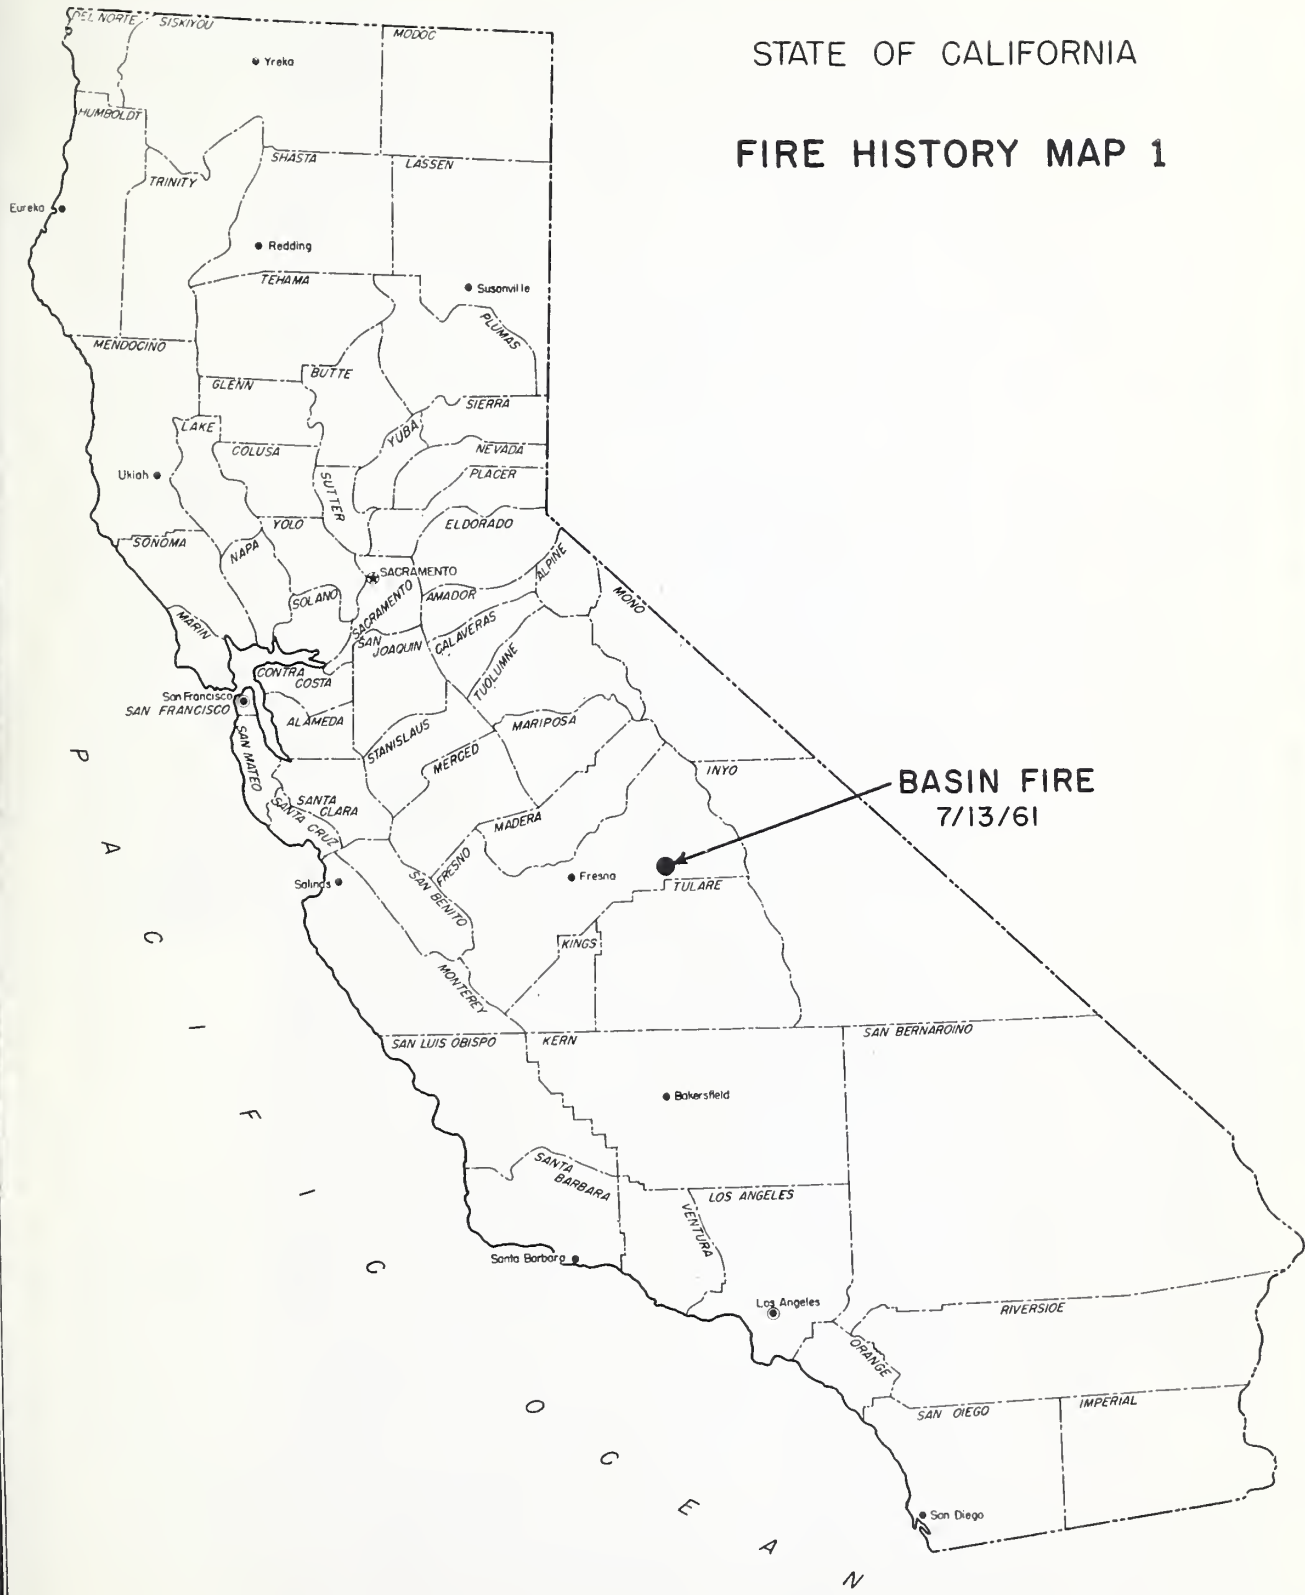 STATE OF CALIFORNIA
FIRE HISTORY MAP 1
DEL NORTE
SISKIYOU
MODOC
Yreka
HUMBOLDT
SHASTA
LASSEN
TRINITY
Eureka
Redding
TEHAMA
Susanville
PLUMAS
MENDOCINO
GLENN
BUTTE
SIERRA
LAKE
YUBA
COLUSA
NEVADA
Ukiah
SUTTER
PLACER
YOLO
ELDORADO
SONOMA
NAPA
ALPINE
SACRAMENTO
SOLANO
SACRAMENTO
AMADOR
MONO
MARIN
SAN
JOAQUIN
CALAVERAS
TUOLUMNE
CONTRA
COSTA
San Francisco
SAN FRANCISCO
ALAMEDA
STANISLAUS
MARIPOSA
SAN MATEO
MERCED
INYO
BASIN FIRE
7/13/61
SANTA
CLARA
SANTA CRUZ
MADERA
FRESNO
Salinas
SAN BENITO
Fresno
TULARE
KINGS
MONTEREY
SAN LUIS OBISPO
KERN
SAN BERNARDINO
Bakersfield
SANTA
BARBARA
LOS ANGELES
VENTURA
Santa Barbara
Los Angeles
RIVERSIDE
ORANGE
SAN DIEGO
IMPERIAL
San Diego
PACIFIC OCEAN